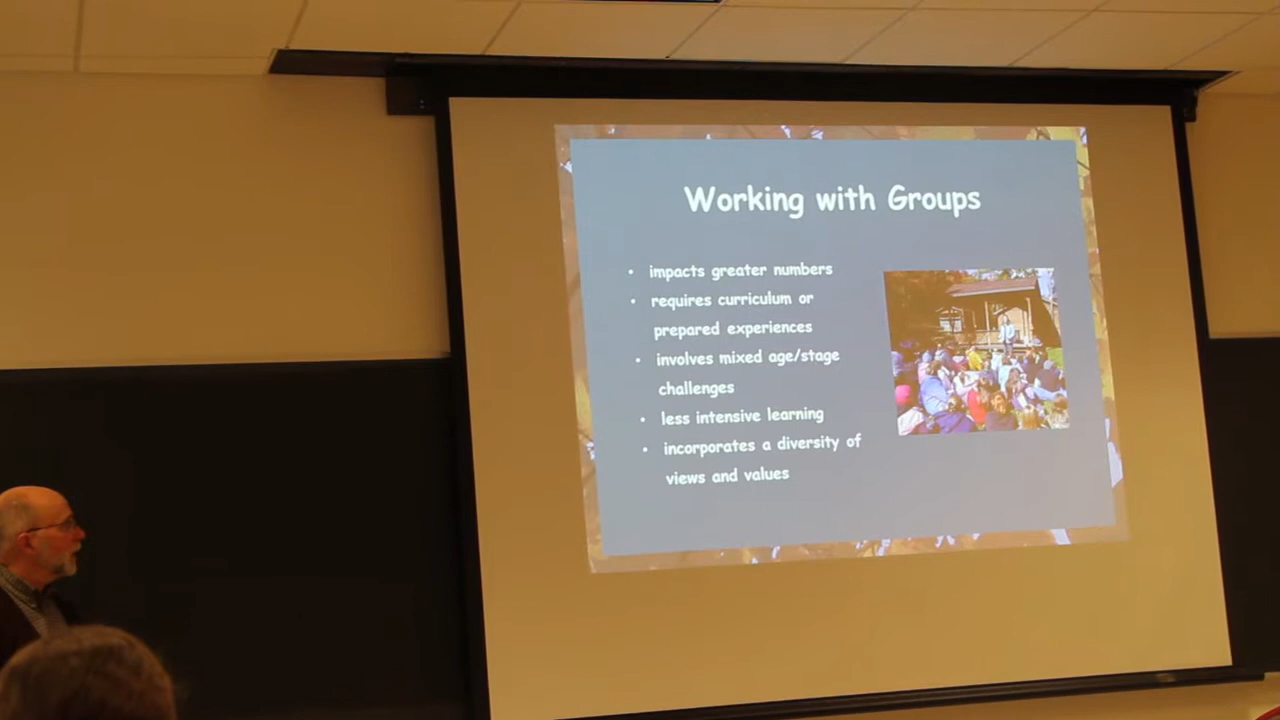 Working with Groups
• impacts greater numbers
• requires curriculum or
prepared experiences
• involves mixed age/stage
challenges
• less intensive learning
• incorporates a diversity of
views and values